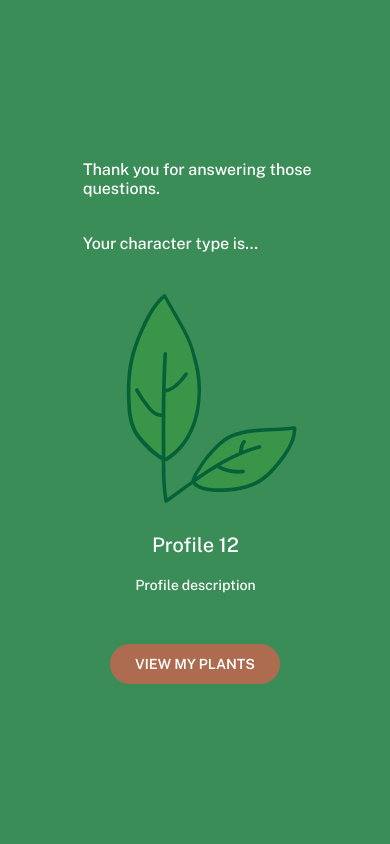 Thank you for answering those
questions.
Your character type is...
Profile 12
Profile description
VIEW MY PLANTS